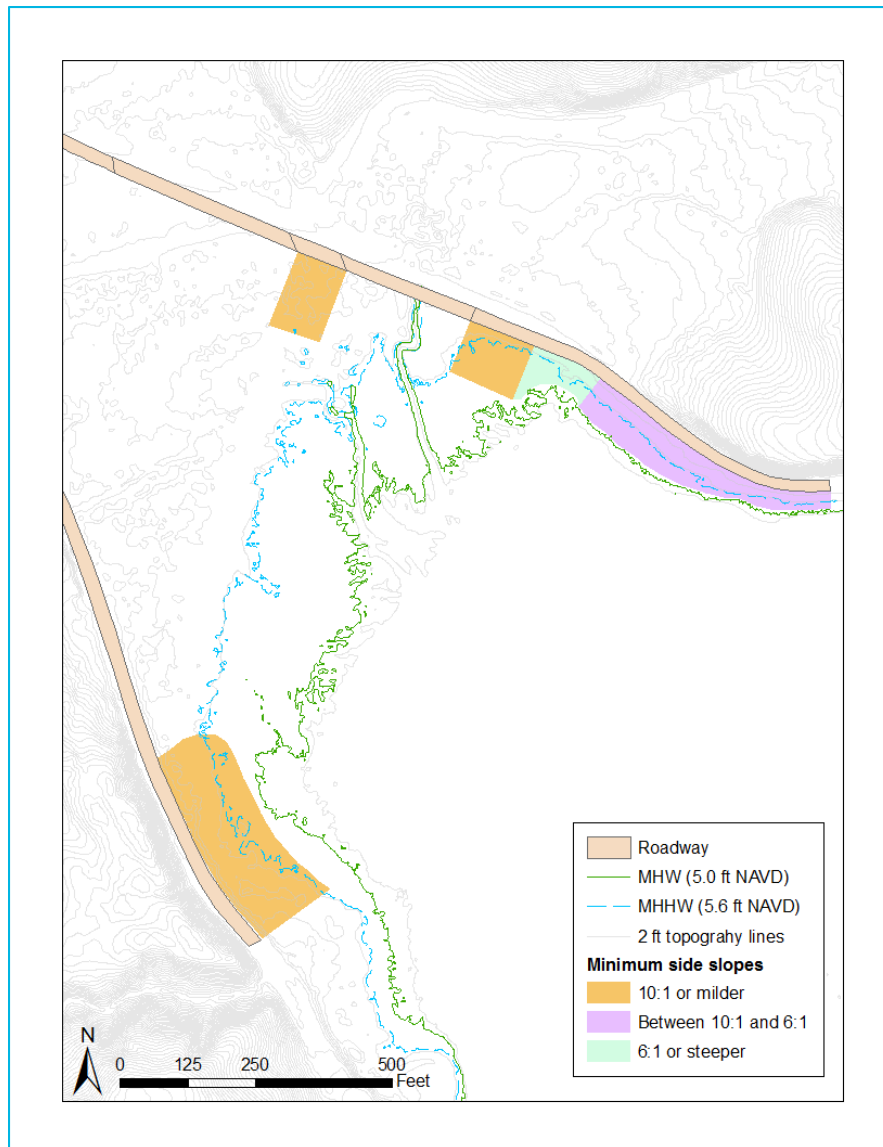 Roadway
MHW (5.0 ft NAVD)
MHHW (5.6 ft NAVD)
2 ft topograhy lines
Minimum side slopes
10:1 or milder
Between 10:1 and 6:1
6:1 or steeper
N
0 125 250 500
Feet